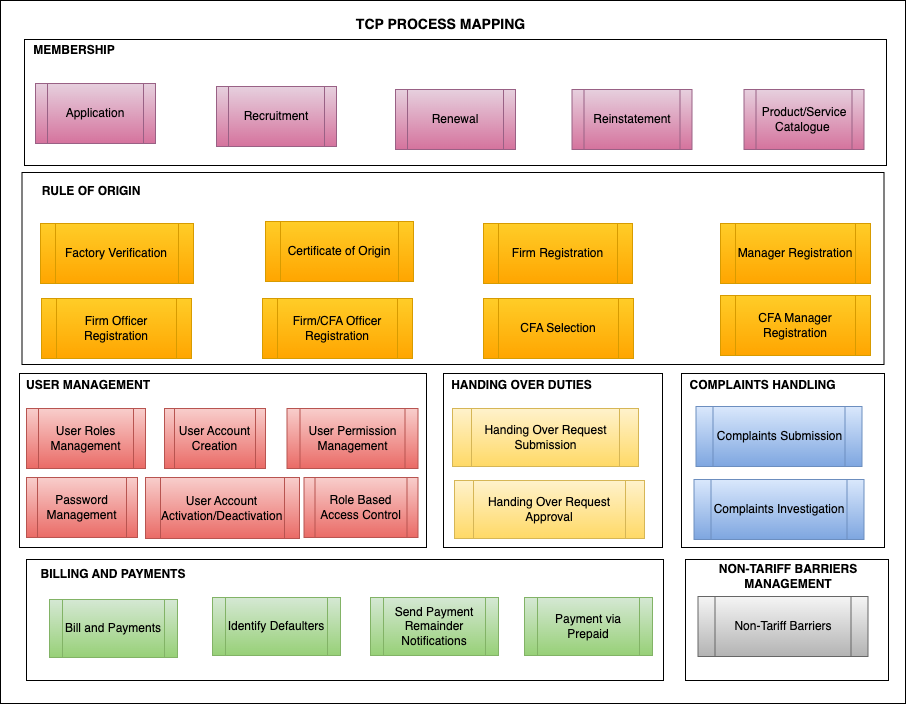 TCP PROCESS MAPPING
MEMBERSHIP
Application
Recruitment
Renewal
Reinstatement
Product/Service
Catalogue
RULE OF ORIGIN
Factory Verification
Certificate of Origin
Firm Registration
Manager Registration
Firm Officer
Registration
Firm/CFA Officer
Registration
CFA Selection
CFA Manager
Registration
USER MANAGEMENT
User Roles
Management
User Account
Creation
User Permission
Management
Password
Management
User Account
Activation/Deactivation
Role Based
Access Control
HANDING OVER DUTIES
Handing Over Request
Submission
Handing Over Request
Approval
COMPLAINTS HANDLING
Complaints Submission
Complaints Investigation
BILLING AND PAYMENTS
Bill and Payments
Identify Defaulters
Send Payment
Remainder
Notifications
Payment via
Prepaid
NON-TARIFF BARRIERS
MANAGEMENT
Non-Tariff Barriers